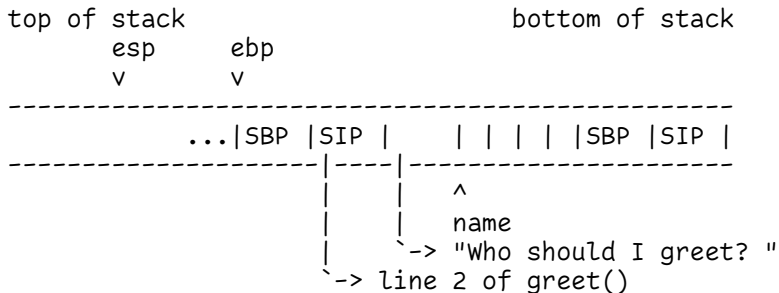 top of stack                      bottom of stack
       esp     ebp
       v       v
-------------------------------------------------
            ...|SBP |SIP |    | | | | |SBP |SIP |
---------------------|----|----------------------
                     |    |   ^
                     |    |   name
                     |    `-> "Who should I greet? "
                     `-> line 2 of greet()